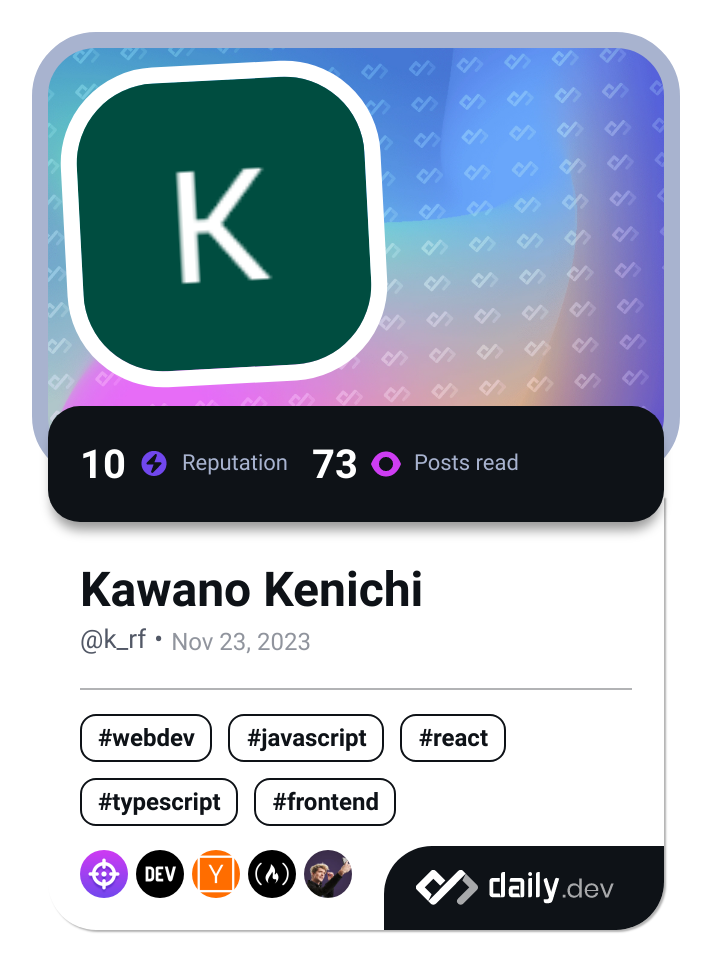 K
10 Reputation 73 Posts read
Kawano Kenichi
@k_rf • Nov 23, 2023
#webdev #javascript #react
#typescript #frontend
DEV Y
daily.dev